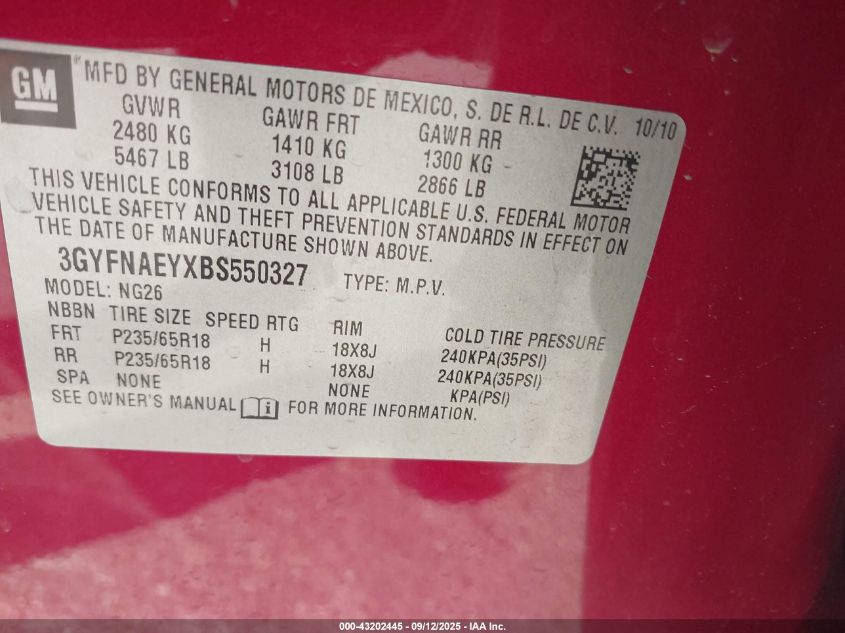 GM
® MFD BY GENERAL MOTORS DE MEXICO, S. DE R.L. DE C.V. 10/10
GVWR GAWR FRT GAWR RR
2480 KG 1410 KG 1300 KG
5467 LB 3108 LB 2866 LB
THIS VEHICLE CONFORMS TO ALL APPLICABLE U.S. FEDERAL MOTOR
VEHICLE SAFETY AND THEFT PREVENTION STANDARDS IN EFFECT ON
THE DATE OF MANUFACTURE SHOWN ABOVE.
3GYFNAEYXBS550327 TYPE: M.P.V.
MODEL: NG26
NBBN TIRE SIZE SPEED RTG RIM COLD TIRE PRESSURE
FRT P235/65R18 H 18X8J 240KPA(35PSI)
RR P235/65R18 H 18X8J 240KPA(35PSI)
SPA NONE NONE KPA(PSI)
SEE OWNER'S MANUAL i FOR MORE INFORMATION.
000-43202445 - 09/12/2025 - IAA Inc.